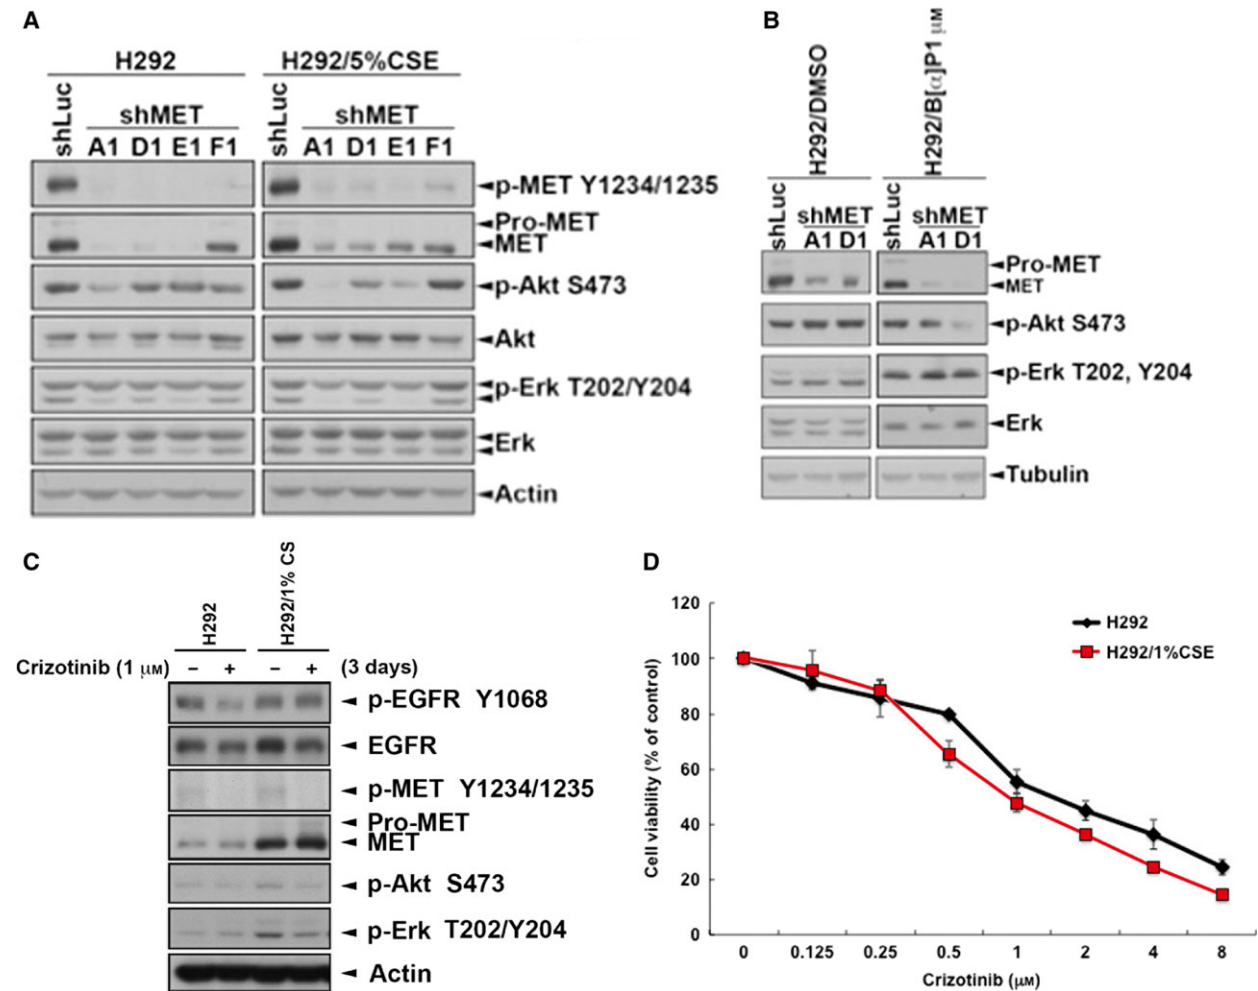 A
H292 H292/5%CSE
shLuc shMET shLuc shMET
A1 D1 E1 F1 A1 D1 E1 F1
p-MET Y1234/1235
Pro-MET
MET
p-Akt S473
Akt
p-Erk T202/Y204
Erk
Actin
B
H292/DMSO H292/B[α]P1 μM
shLuc shMET shLuc shMET
A1 D1 A1 D1
Pro-MET
MET
p-Akt S473
p-Erk T202, Y204
Erk
Tubulin
C
H292 H292/1% CS
Crizotinib (1 μM) – + – + (3 days)
p-EGFR Y1068
EGFR
p-MET Y1234/1235
Pro-MET
MET
p-Akt S473
p-Erk T202/Y204
Actin
D
Cell viability (% of control)
120
100
80
60
40
20
0
H292
H292/1%CSE
0 0.125 0.25 0.5 1 2 4 8
Crizotinib (μM)